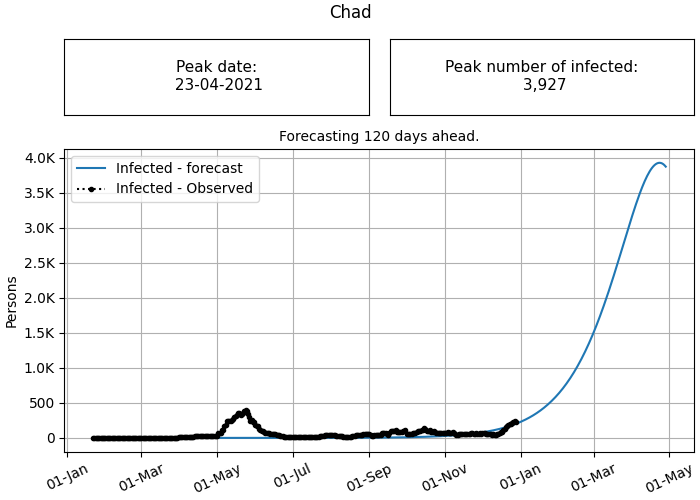 Chad
Peak date:
23-04-2021
Peak number of infected:
3,927
Forecasting 120 days ahead.
Infected - forecast
Infected - Observed
4.0K
3.5K
3.0K
2.5K
2.0K
1.5K
1.0K
500
0
Persons
01-Jan
01-Mar
01-May
01-Jul
01-Sep
01-Nov
01-Jan
01-Mar
01-May